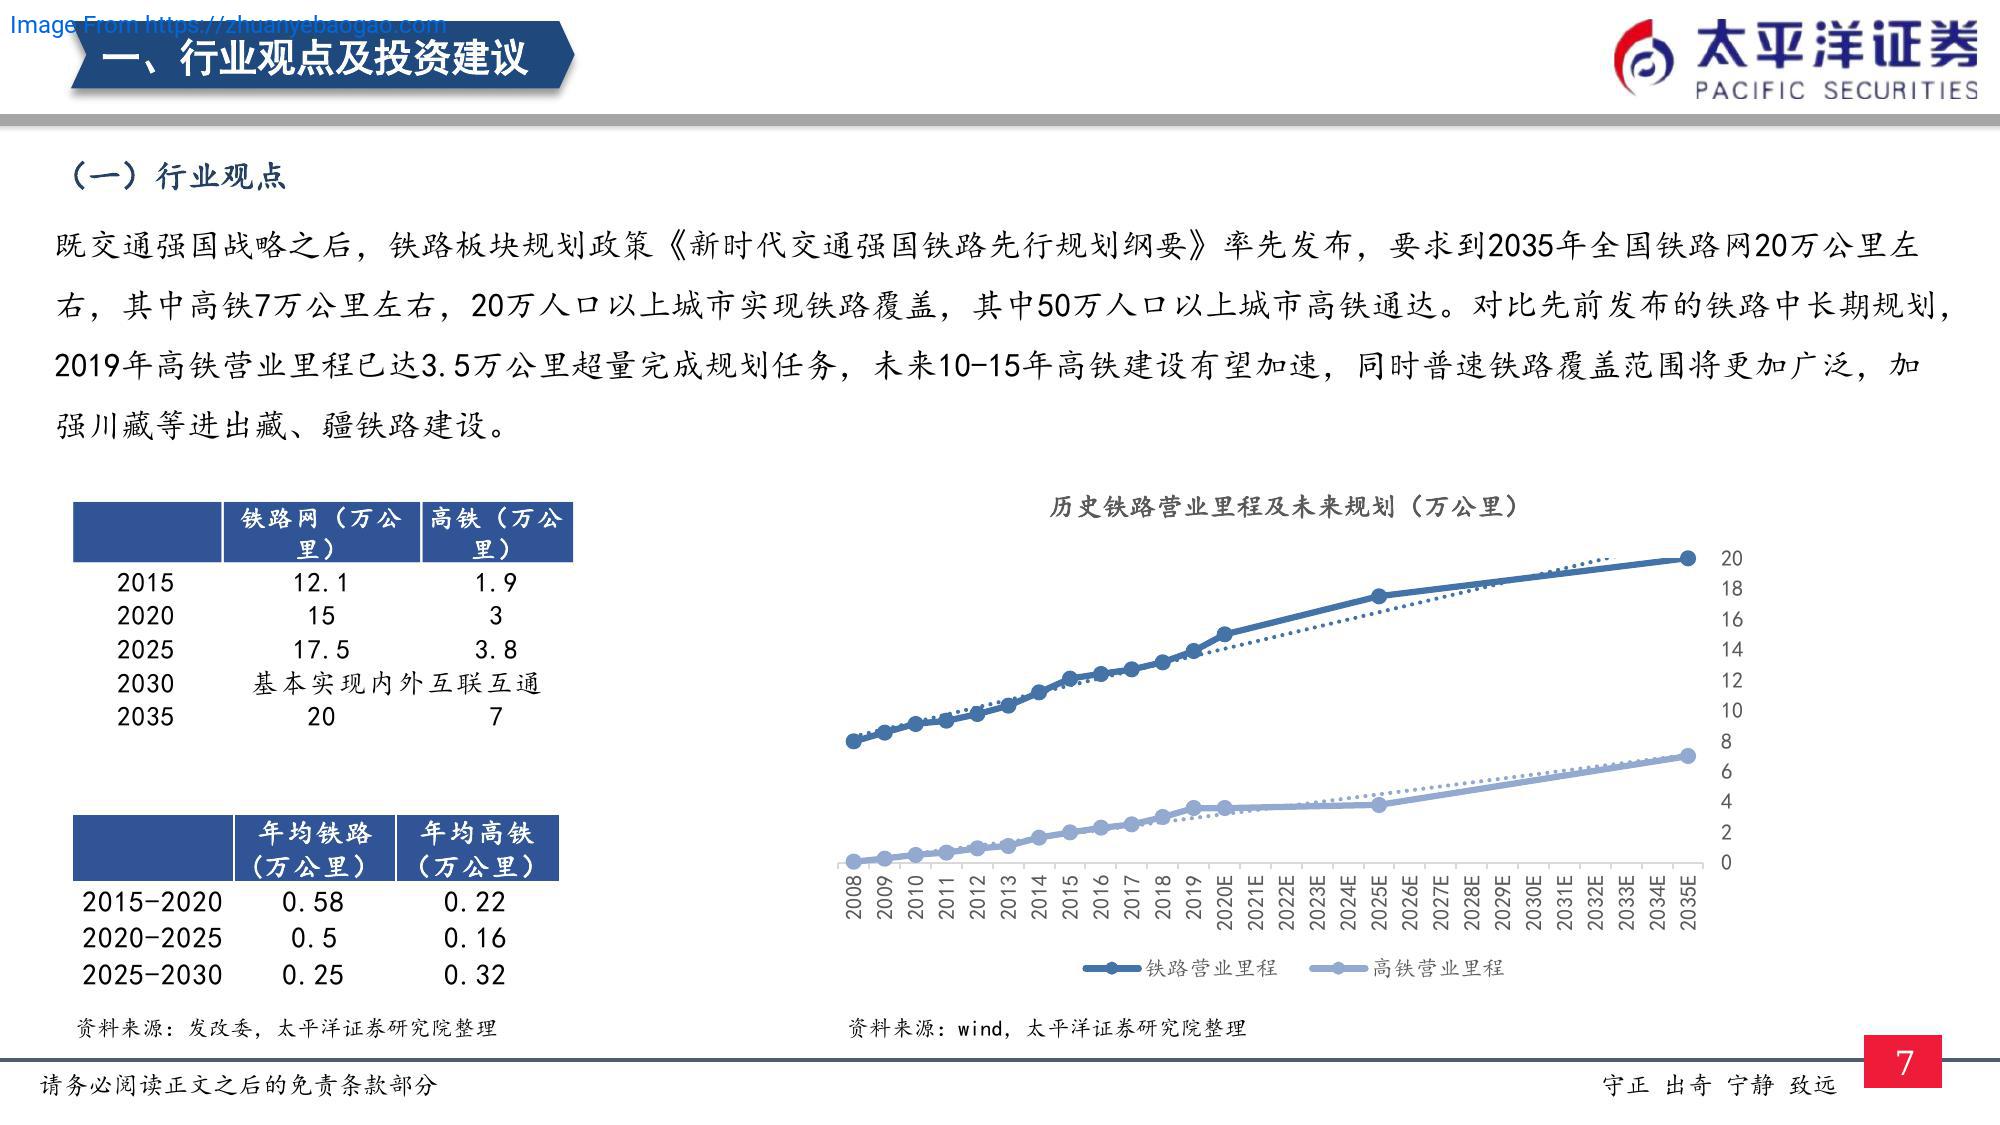 Image From https://zhuanyebaogao.com
一、行业观点及投资建议
太平洋证券
PACIFIC SECURITIES
（一）行业观点
既交通强国战略之后，铁路板块规划政策《新时代交通强国铁路先行规划纲要》率先发布，要求到2035年全国铁路网20万公里左
右，其中高铁7万公里左右，20万人口以上城市实现铁路覆盖，其中50万人口以上城市高铁通达。对比先前发布的铁路中长期规划，
2019年高铁营业里程已达3.5万公里超量完成规划任务，未来10-15年高铁建设有望加速，同时普速铁路覆盖范围将更加广泛，加
强川藏等进出藏、疆铁路建设。
铁路网（万公里） 高铁（万公里）
2015 12.1 1.9
2020 15 3
2025 17.5 3.8
2030 基本实现内外互联互通
2035 20 7
年均铁路（万公里） 年均高铁（万公里）
2015-2020 0.58 0.22
2020-2025 0.5 0.16
2025-2030 0.25 0.32
资料来源：发改委，太平洋证券研究院整理
历史铁路营业里程及未来规划（万公里）
20
18
16
14
12
10
8
6
4
2
0
2008 2009 2010 2011 2012 2013 2014 2015 2016 2017 2018 2019 2020E 2021E 2022E 2023E 2024E 2025E 2026E 2027E 2028E 2029E 2030E 2031E 2032E 2033E 2034E 2035E
铁路营业里程 高铁营业里程
资料来源：wind，太平洋证券研究院整理
请务必阅读正文之后的免责条款部分
守正 出奇 宁静 致远
7